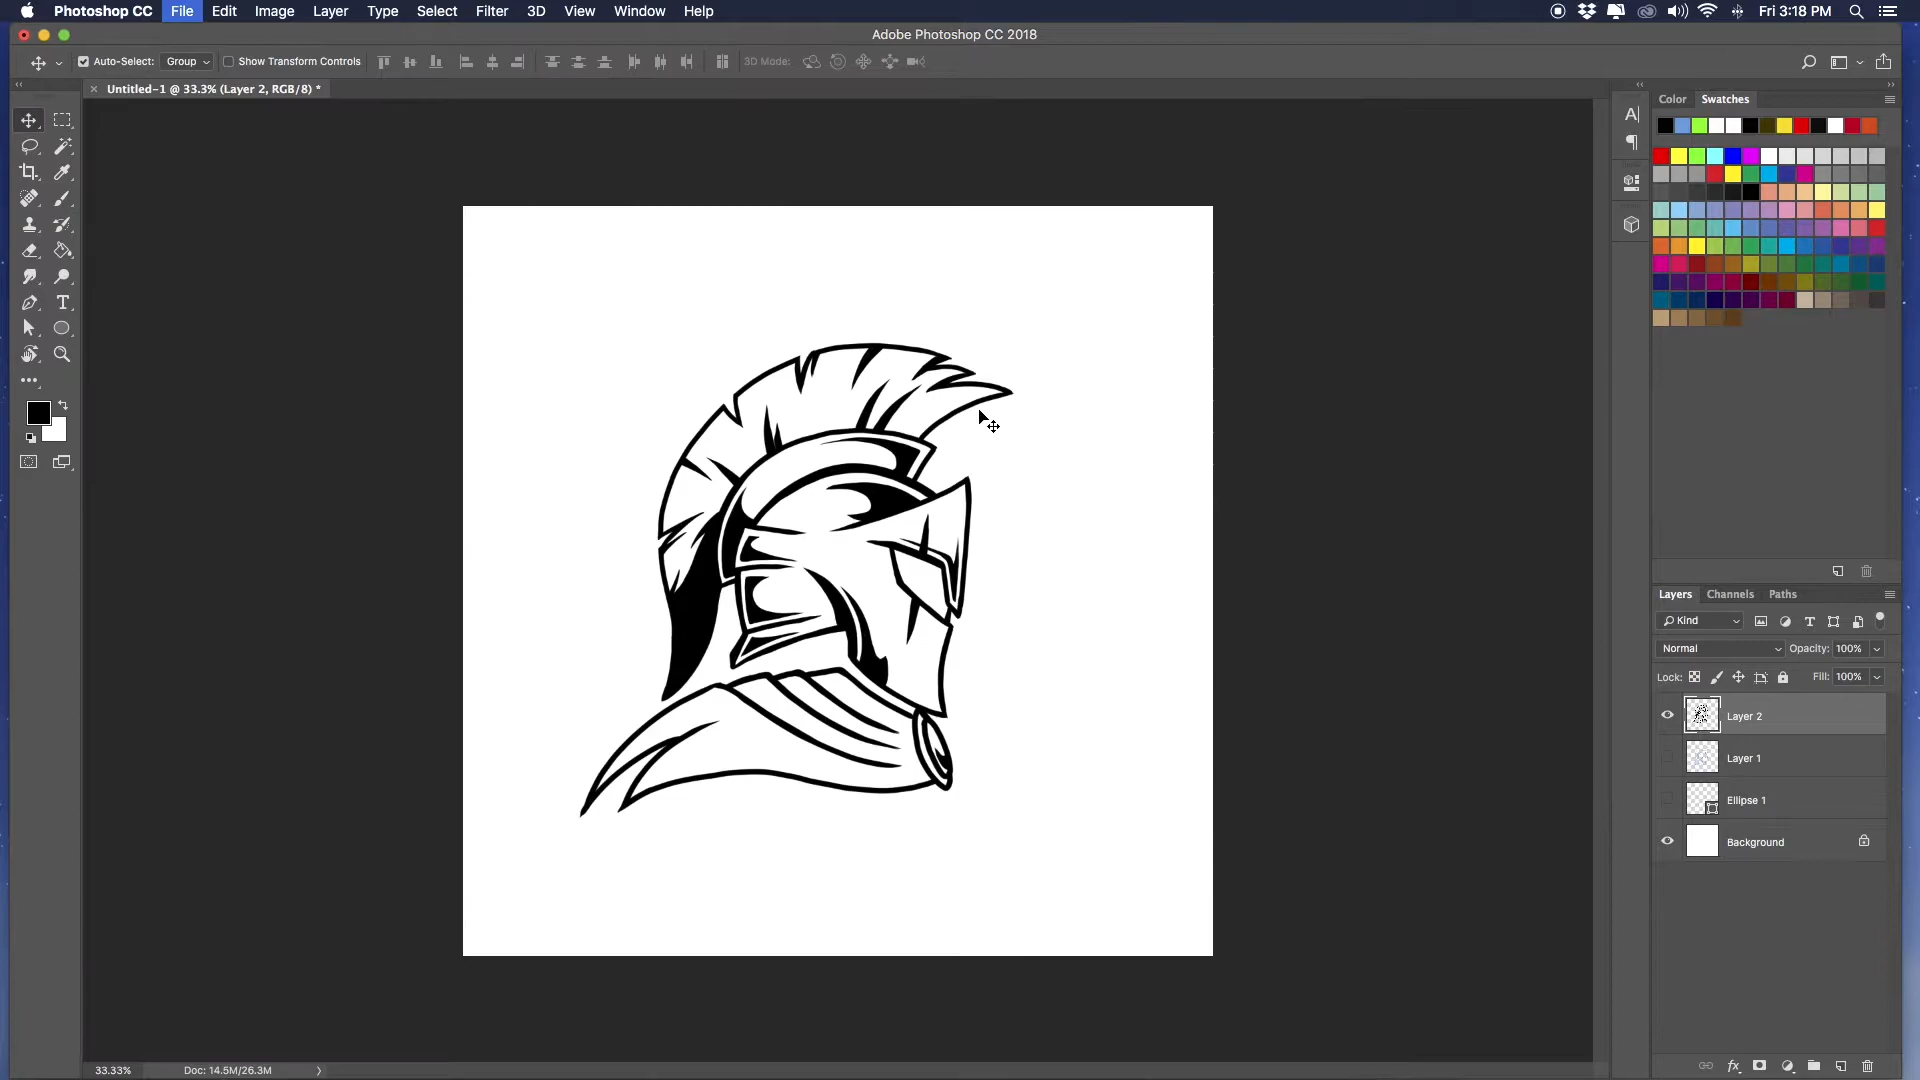 Photoshop CC File Edit Image Layer Type Select Filter 3D View Window Help Fri 3:18 PM
Adobe Photoshop CC 2018
Auto-Select: Group Show Transform Controls 3D Mode:
Untitled-1 @ 33.3% (Layer 2, RGB/8) *
Color Swatches
Layers Channels Paths
Kind
Normal Opacity: 100%
Lock: Fill: 100%
Layer 2
Layer 1
Ellipse 1
Background
33.33% Doc: 14.5M/26.3M